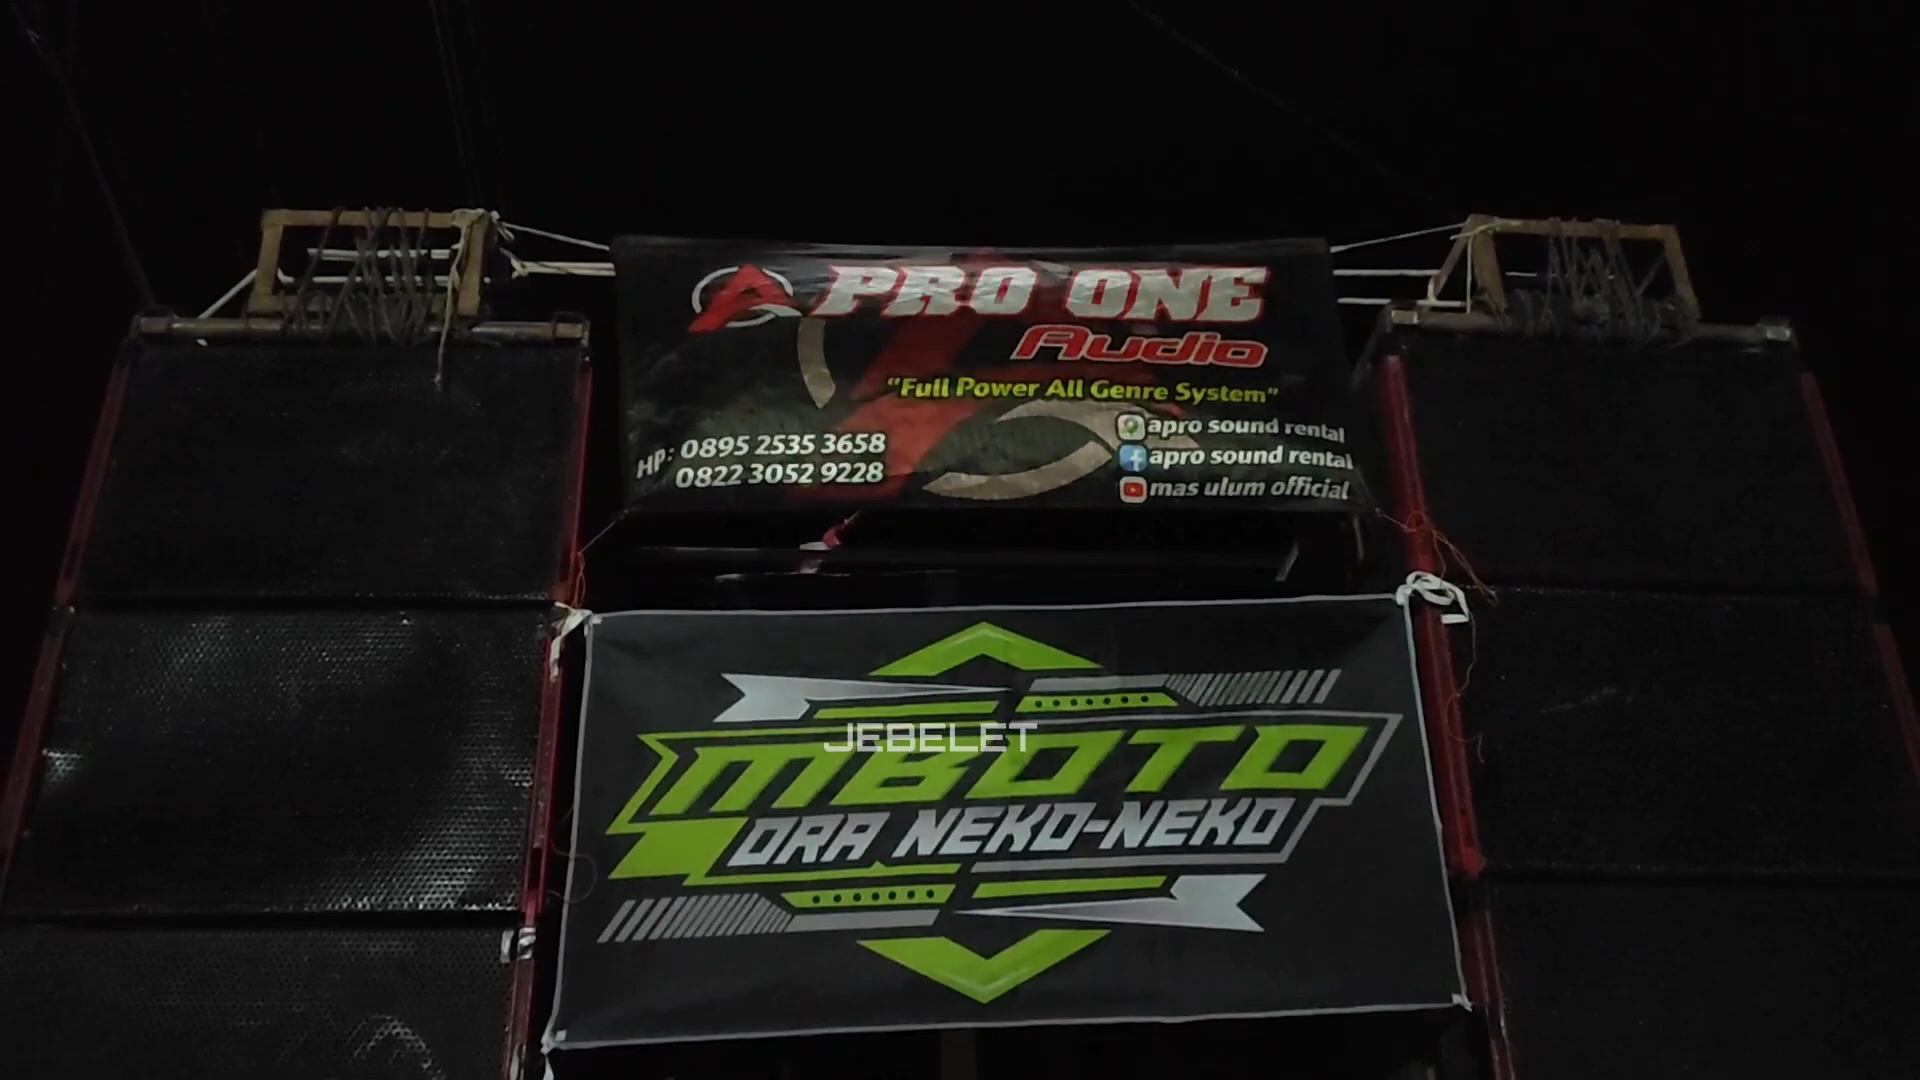 A PRO ONE
Audio
"Full Power All Genre System"
HP: 0895 2535 3658
0822 3052 9228
apro sound rental
apro sound rental
mas ulum official
JEBELET
MBOTO
ORA NEKO-NEKO